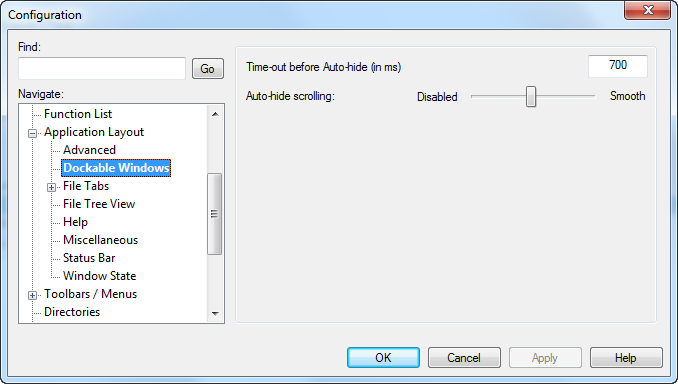 Configuration
Find:
Go
Navigate:
Function List
Application Layout
Advanced
Dockable Windows
File Tabs
File Tree View
Help
Miscellaneous
Status Bar
Window State
Toolbars / Menus
Directories
Time-out before Auto-hide (in ms) 700
Auto-hide scrolling: Disabled Smooth
OK Cancel Apply Help